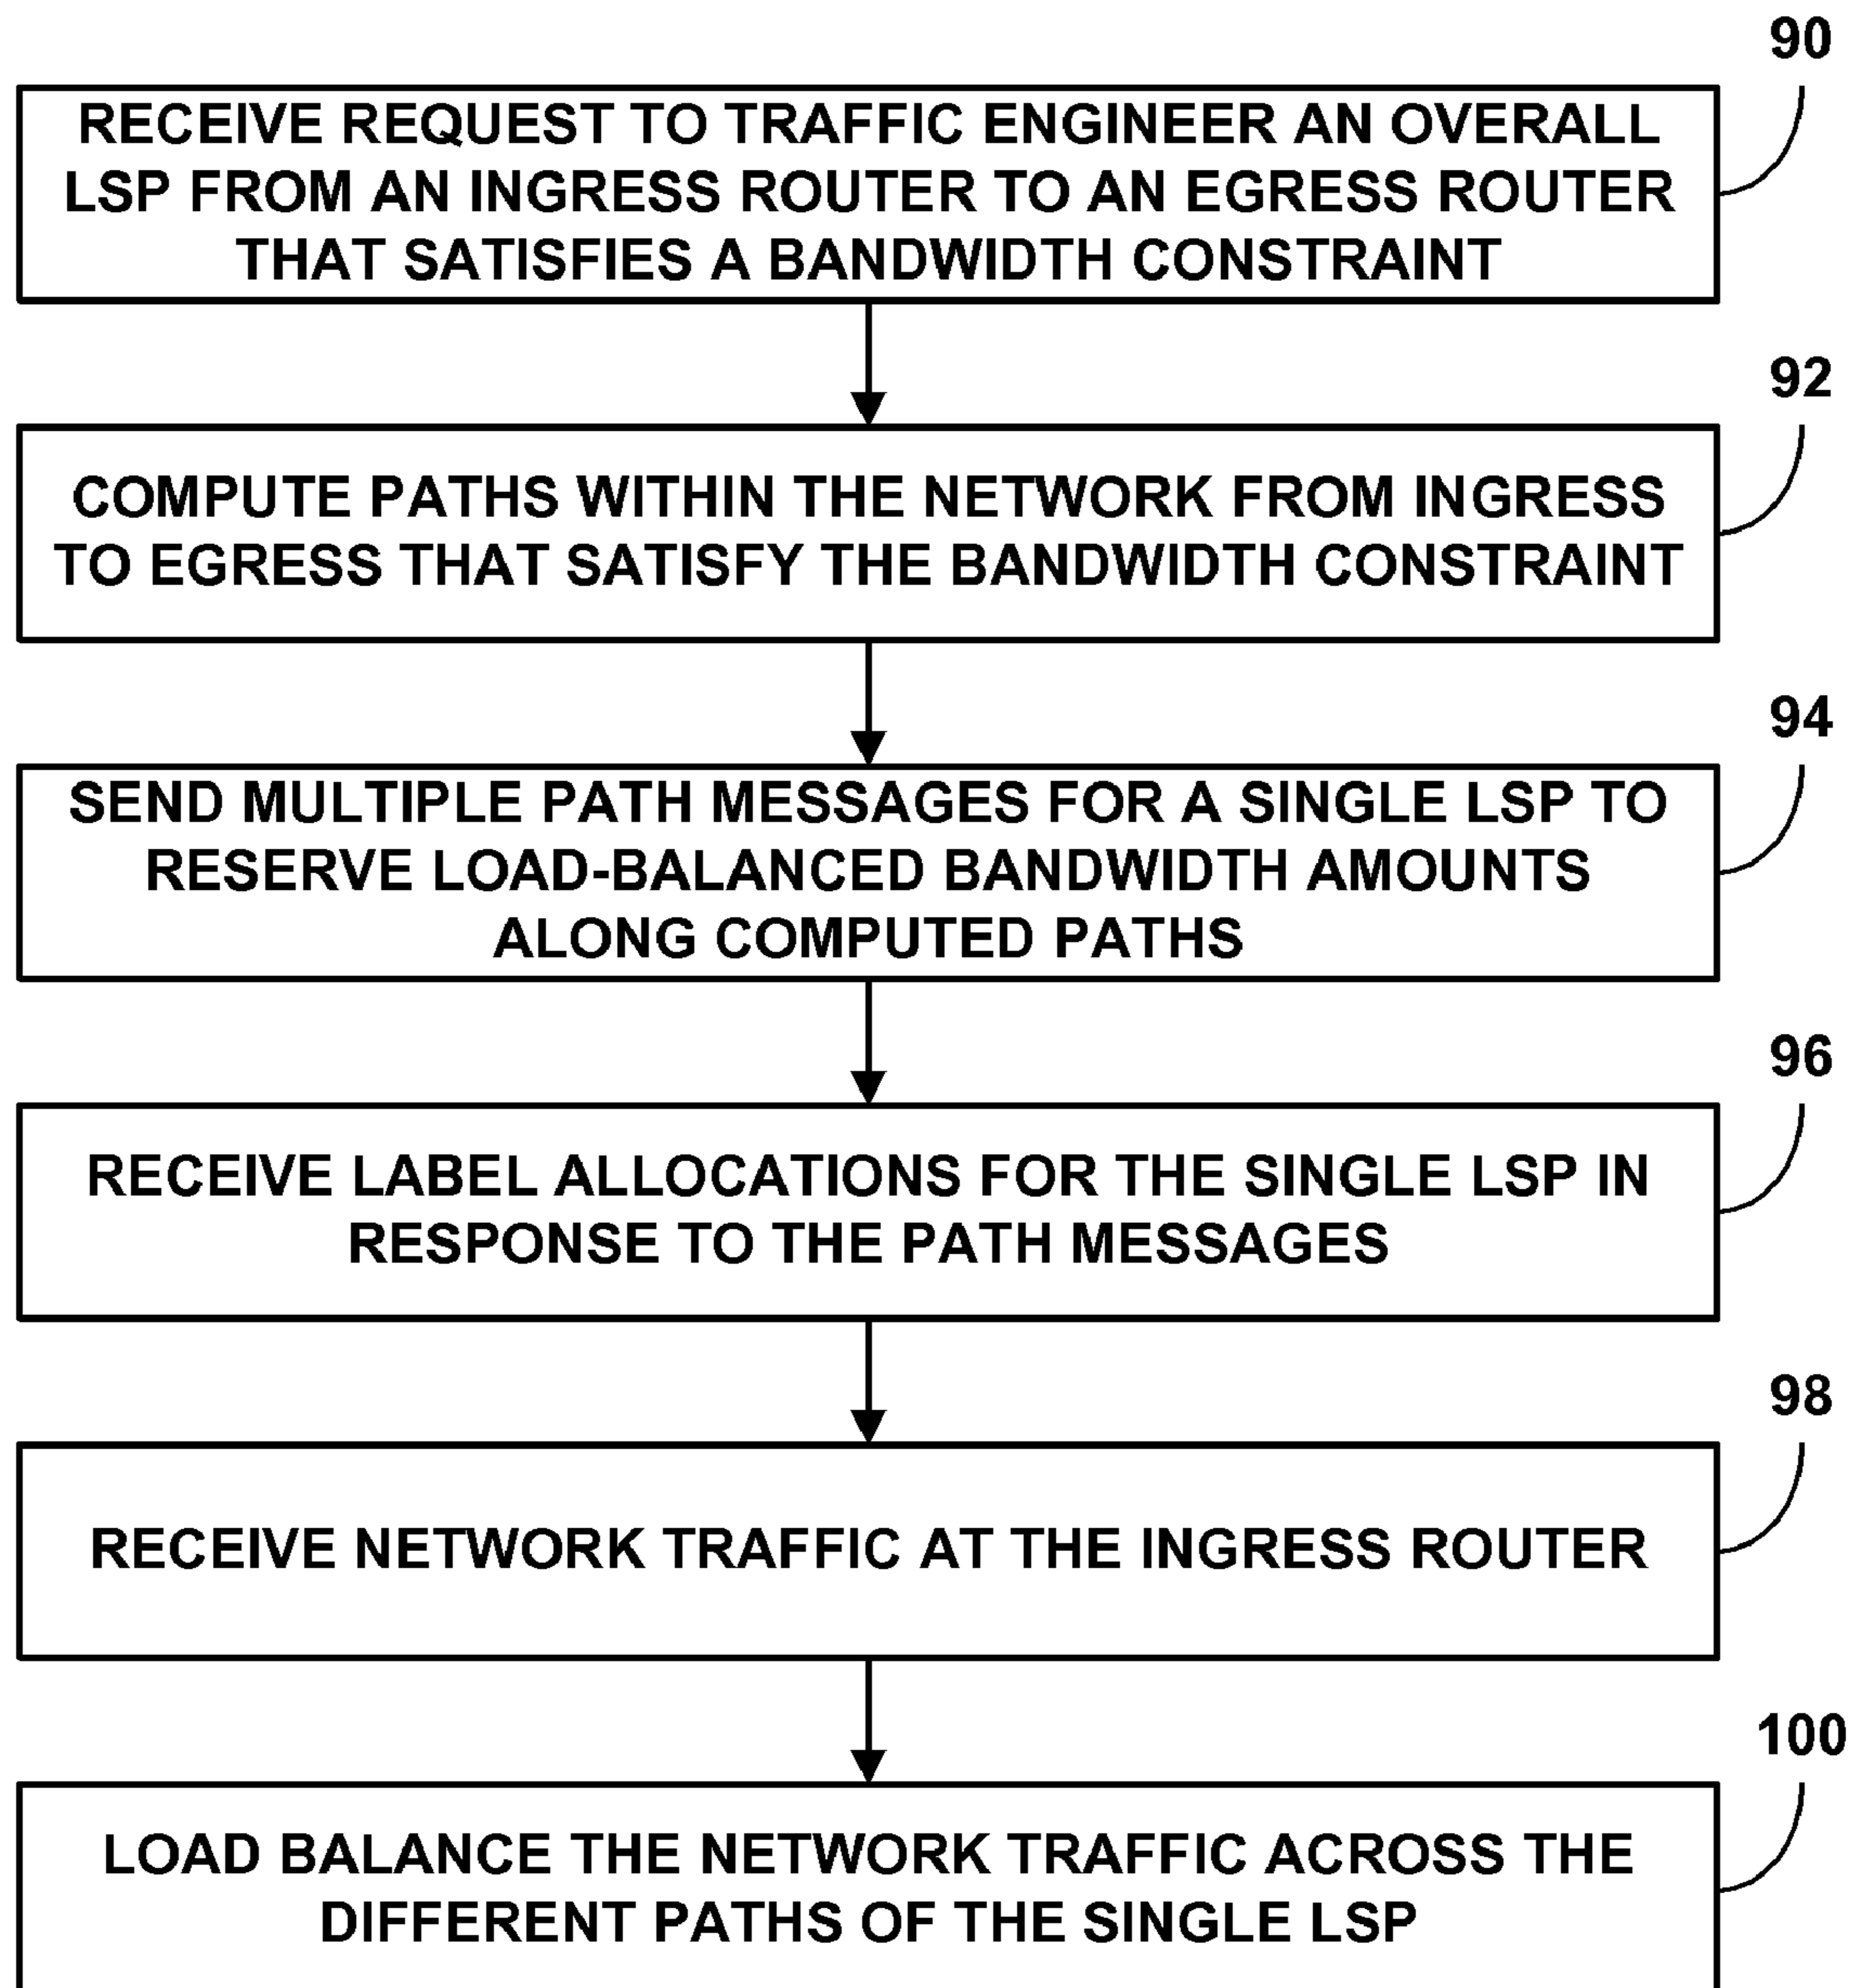 90
RECEIVE REQUEST TO TRAFFIC ENGINEER AN OVERALL
LSP FROM AN INGRESS ROUTER TO AN EGRESS ROUTER
THAT SATISFIES A BANDWIDTH CONSTRAINT
92
COMPUTE PATHS WITHIN THE NETWORK FROM INGRESS
TO EGRESS THAT SATISFY THE BANDWIDTH CONSTRAINT
94
SEND MULTIPLE PATH MESSAGES FOR A SINGLE LSP TO
RESERVE LOAD-BALANCED BANDWIDTH AMOUNTS
ALONG COMPUTED PATHS
96
RECEIVE LABEL ALLOCATIONS FOR THE SINGLE LSP IN
RESPONSE TO THE PATH MESSAGES
98
RECEIVE NETWORK TRAFFIC AT THE INGRESS ROUTER
100
LOAD BALANCE THE NETWORK TRAFFIC ACROSS THE
DIFFERENT PATHS OF THE SINGLE LSP